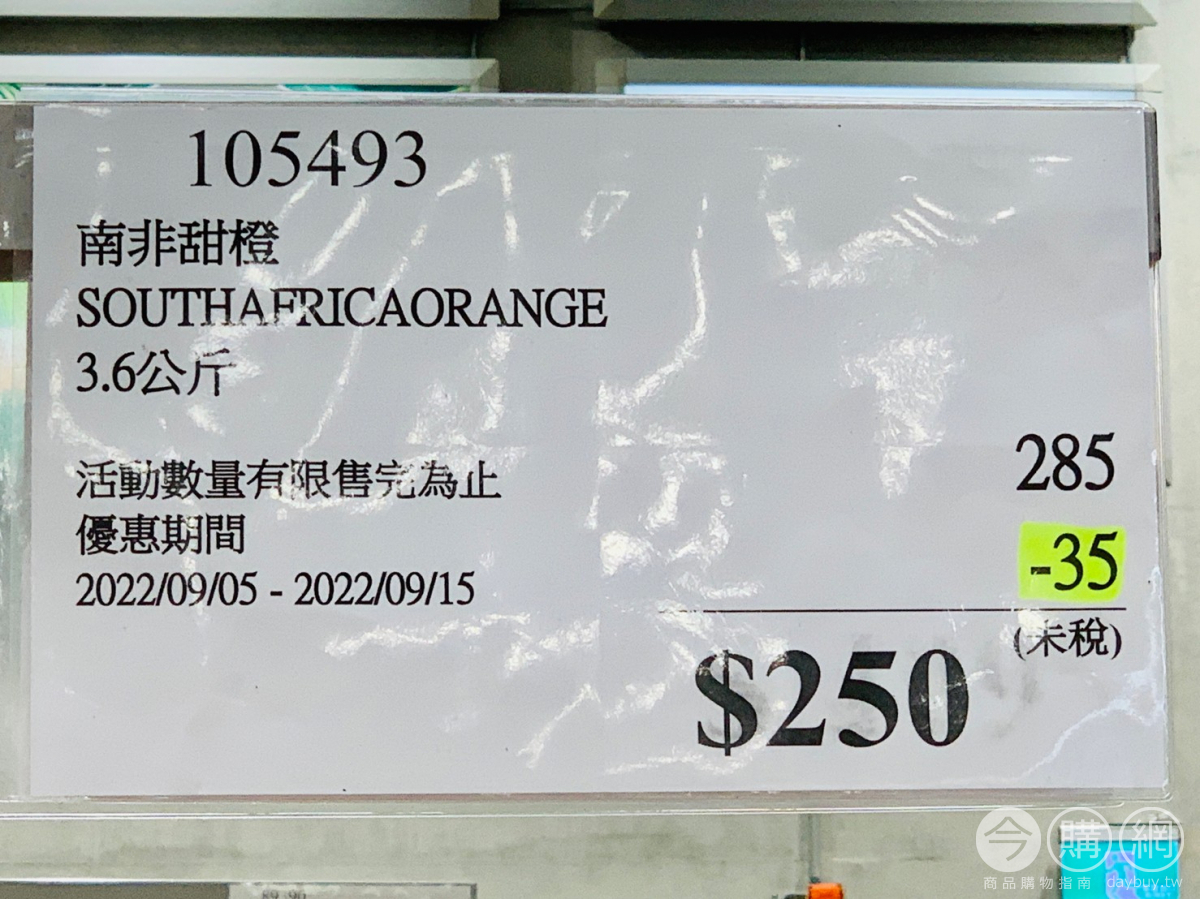 105493
南非甜橙
SOUTHAFRICAORANGE
3.6公斤
活動數量有限售完為止
優惠期間
2022/09/05 - 2022/09/15
285
-35
(未稅)
$250
今購網
商品購物指南 daybuy.tw